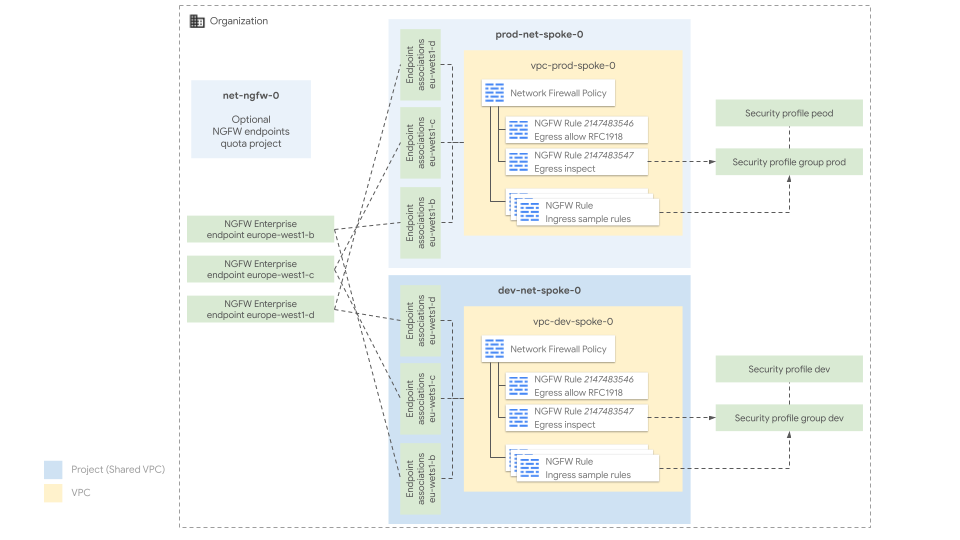 Organization
net-ngfw-0
Optional
NGFW endpoints
quota project
NGFW Enterprise
endpoint europe-west1-b
NGFW Enterprise
endpoint europe-west1-c
NGFW Enterprise
endpoint europe-west1-d
prod-net-spoke-0
Endpoint
associations
eu-wets1-d
Endpoint
associations
eu-wets1-c
Endpoint
associations
eu-wets1-b
vpc-prod-spoke-0
Network Firewall Policy
NGFW Rule 2147483546
Egress allow RFC1918
NGFW Rule 2147483547
Egress inspect
NGFW Rule
Ingress sample rules
Security profile peod
Security profile group prod
dev-net-spoke-0
Endpoint
associations
eu-wets1-d
Endpoint
associations
eu-wets1-c
Endpoint
associations
eu-wets1-b
vpc-dev-spoke-0
Network Firewall Policy
NGFW Rule 2147483546
Egress allow RFC1918
NGFW Rule 2147483547
Egress inspect
NGFW Rule
Ingress sample rules
Security profile dev
Security profile group dev
Project (Shared VPC)
VPC